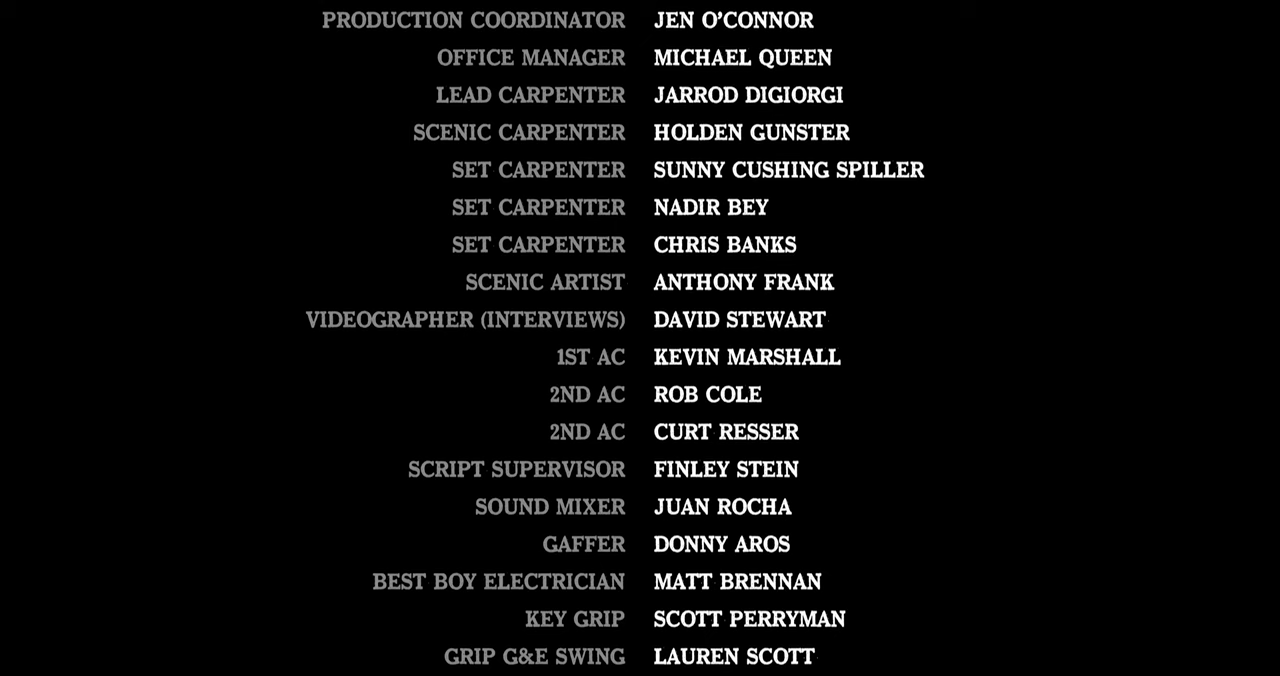 PRODUCTION COORDINATOR JEN O'CONNOR
OFFICE MANAGER MICHAEL QUEEN
LEAD CARPENTER JARROD DIGIORGI
SCENIC CARPENTER HOLDEN GUNSTER
SET CARPENTER SUNNY CUSHING SPILLER
SET CARPENTER NADIR BEY
SET CARPENTER CHRIS BANKS
SCENIC ARTIST ANTHONY FRANK
VIDEOGRAPHER (INTERVIEWS) DAVID STEWART
1ST AC KEVIN MARSHALL
2ND AC ROB COLE
2ND AC CURT RESSER
SCRIPT SUPERVISOR FINLEY STEIN
SOUND MIXER JUAN ROCHA
GAFFER DONNY AROS
BEST BOY ELECTRICIAN MATT BRENNAN
KEY GRIP SCOTT PERRYMAN
GRIP G&E SWING LAUREN SCOTT